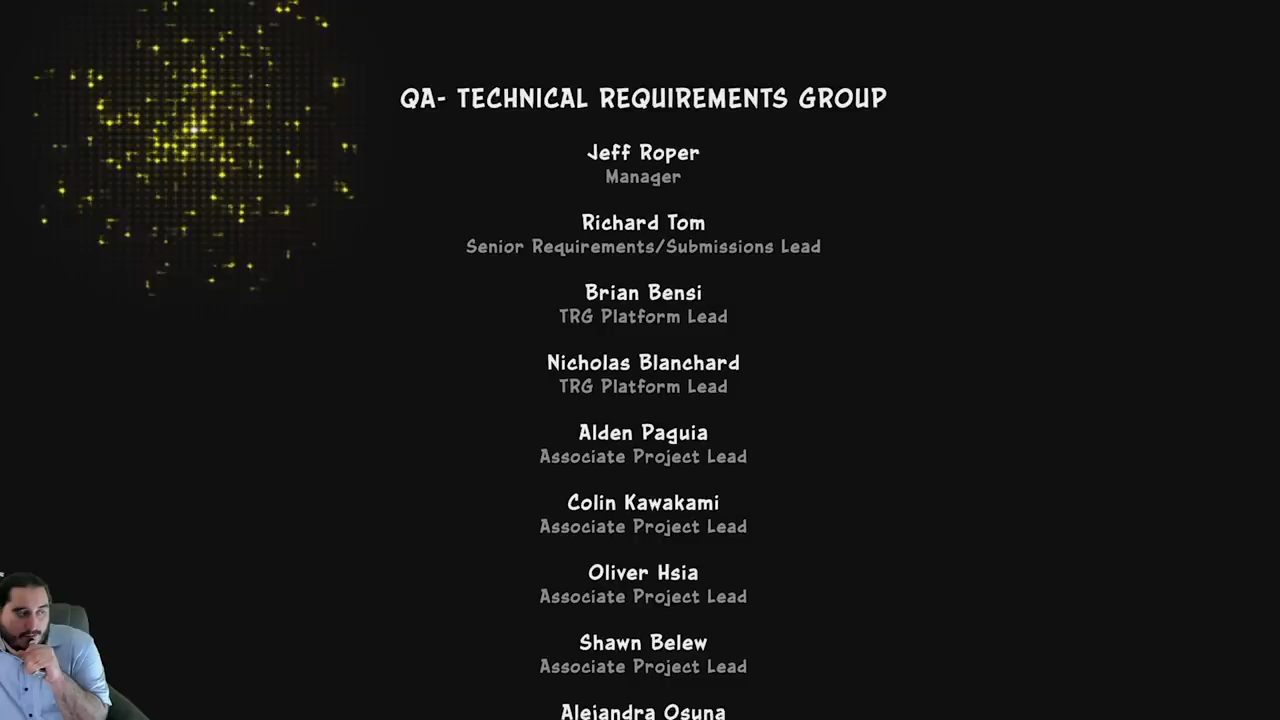 QA- TECHNICAL REQUIREMENTS GROUP
Jeff Roper
Manager
Richard Tom
Senior Requirements/Submissions Lead
Brian Bensi
TRG Platform Lead
Nicholas Blanchard
TRG Platform Lead
Alden Paguia
Associate Project Lead
Colin Kawakami
Associate Project Lead
Oliver Hsia
Associate Project Lead
Shawn Belew
Associate Project Lead
Alejandra Osuna